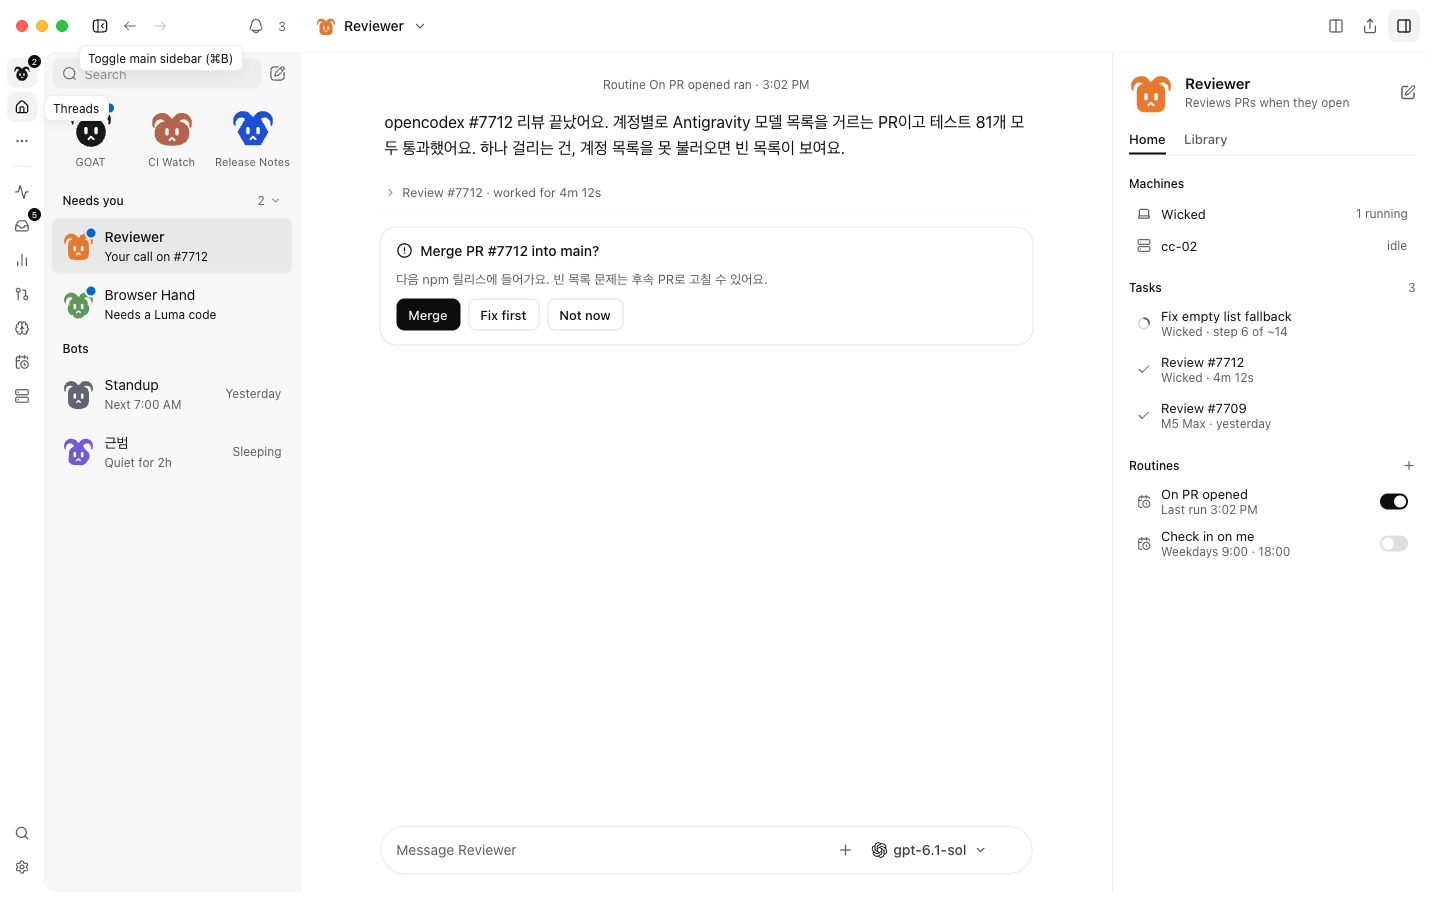 3
Reviewer
Toggle main sidebar (⌘B)
2
Search
Threads
GOAT
CI Watch
Release Notes
Needs you
2
5
Reviewer
Your call on #7712
Browser Hand
Needs a Luma code
Bots
Standup
Yesterday
Next 7:00 AM
근범
Sleeping
Quiet for 2h
Routine On PR opened ran · 3:02 PM
opencodex #7712 리뷰 끝났어요. 계정별로 Antigravity 모델 목록을 거르는 PR이고 테스트 81개 모
두 통과했어요. 하나 걸리는 건, 계정 목록을 못 불러오면 빈 목록이 보여요.
Review #7712 · worked for 4m 12s
Merge PR #7712 into main?
다음 npm 릴리스에 들어가요. 빈 목록 문제는 후속 PR로 고칠 수 있어요.
Merge
Fix first
Not now
Message Reviewer
gpt-6.1-sol
Reviewer
Reviews PRs when they open
Home
Library
Machines
Wicked
1 running
cc-02
idle
Tasks
3
Fix empty list fallback
Wicked · step 6 of ~14
Review #7712
Wicked · 4m 12s
Review #7709
M5 Max · yesterday
Routines
On PR opened
Last run 3:02 PM
Check in on me
Weekdays 9:00 · 18:00